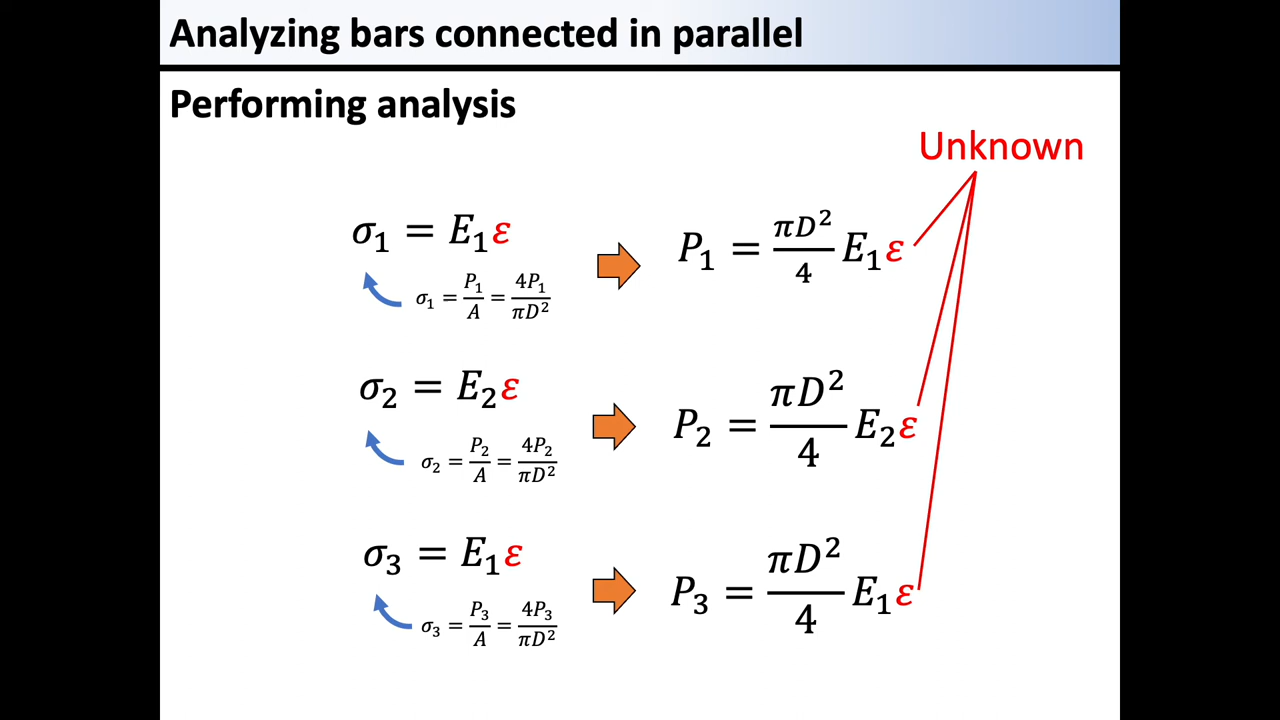 Analyzing bars connected in parallel
Performing analysis
Unknown
σ₁ = E₁ε
P₁ = πD²/4 E₁ε
σ₁ = P₁/A = 4P₁/πD²
σ₂ = E₂ε
P₂ = πD²/4 E₂ε
σ₂ = P₂/A = 4P₂/πD²
σ₃ = E₁ε
P₃ = πD²/4 E₁ε
σ₃ = P₃/A = 4P₃/πD²